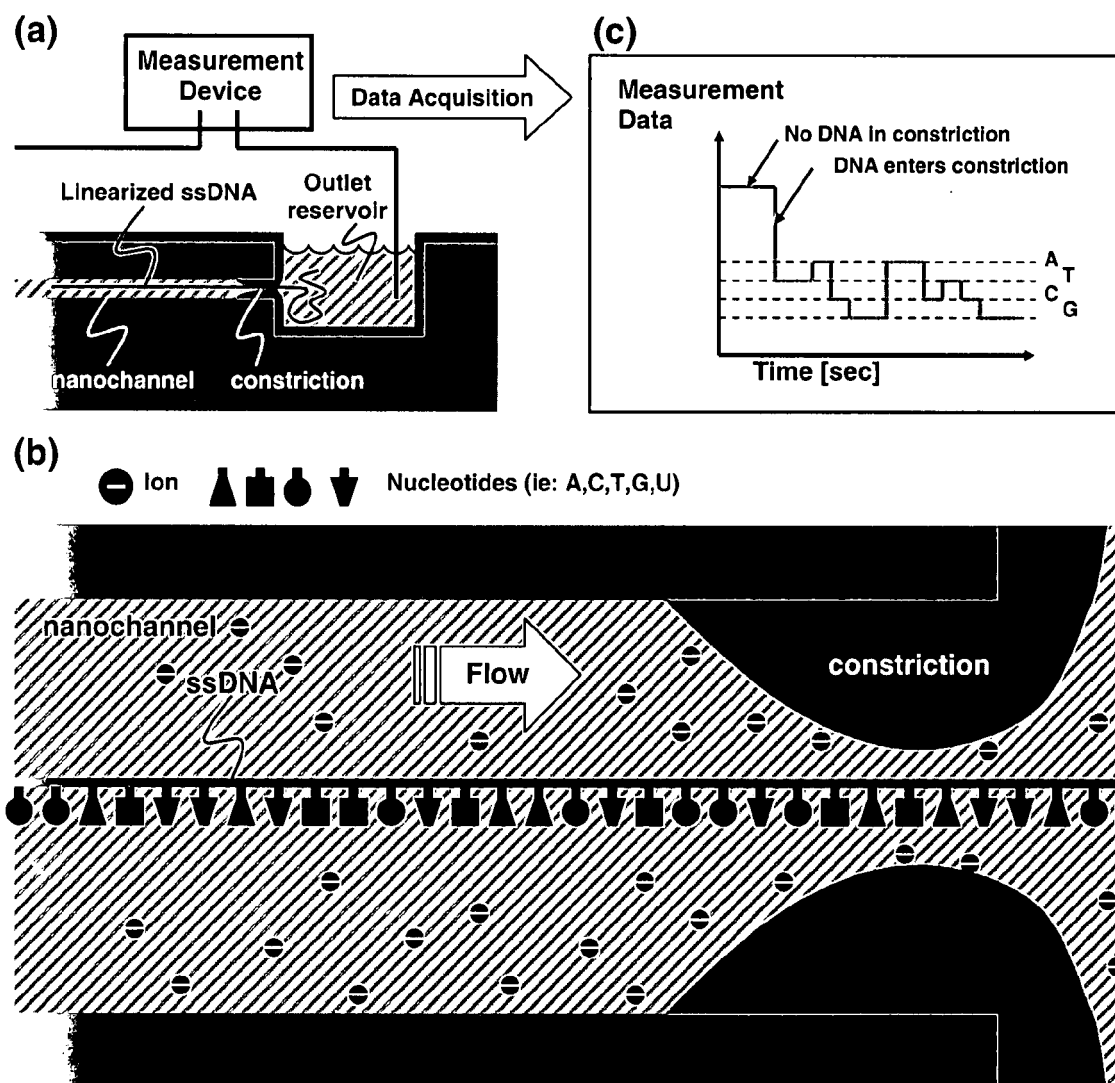 (a)
Measurement
Device
Data Acquisition
Linearized ssDNA
Outlet
reservoir
nanochannel
constriction
(c)
Measurement
Data
No DNA in constriction
DNA enters constriction
A
T
C
G
Time [sec]
(b)
Ion
Nucleotides (ie: A,C,T,G,U)
nanochannel
ssDNA
Flow
constriction